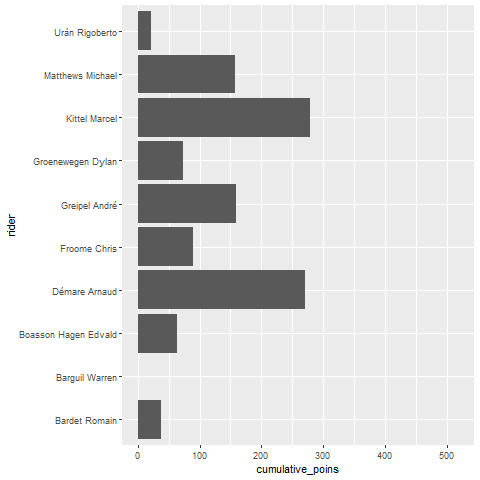 Urán Rigoberto
Matthews Michael
Kittel Marcel
Groenewegen Dylan
Greipel André
Froome Chris
Démare Arnaud
Boasson Hagen Edvald
Barguil Warren
Bardet Romain
rider
0 100 200 300 400 500
cumulative_poins